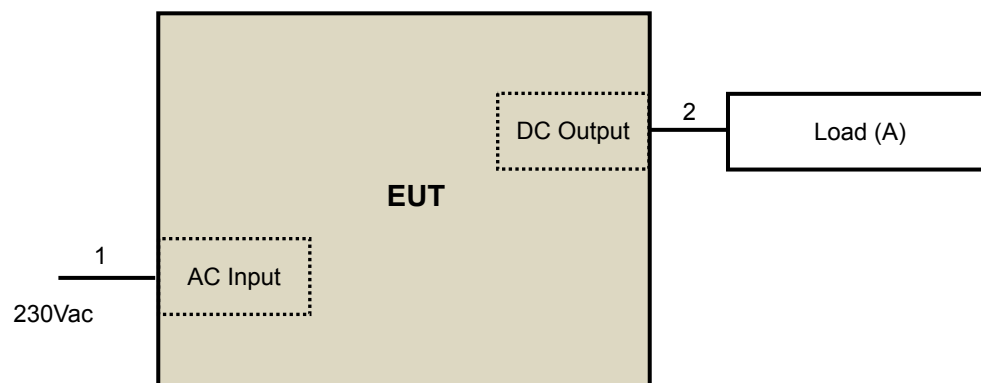 2
DC Output
Load (A)
EUT
1
AC Input
230Vac